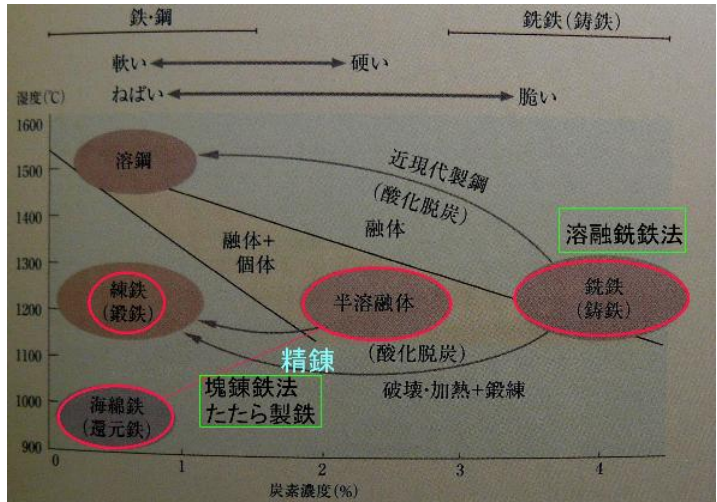 鉄・鋼
銑鉄(鋳鉄)
軟い
硬い
ねばい
脆い
温度(℃)
1600
1500
1400
1300
1200
1100
1000
900
溶鋼
近現代製鋼
(酸化脱炭)
融体
融体+
個体
溶融銑鉄法
練鉄
(鍛鉄)
半溶融体
銑鉄
(鋳鉄)
精錬
(酸化脱炭)
塊錬鉄法
たたら製鉄
破壊・加熱+鍛練
海綿鉄
(還元鉄)
0
1
2
3
4
炭素濃度(%)